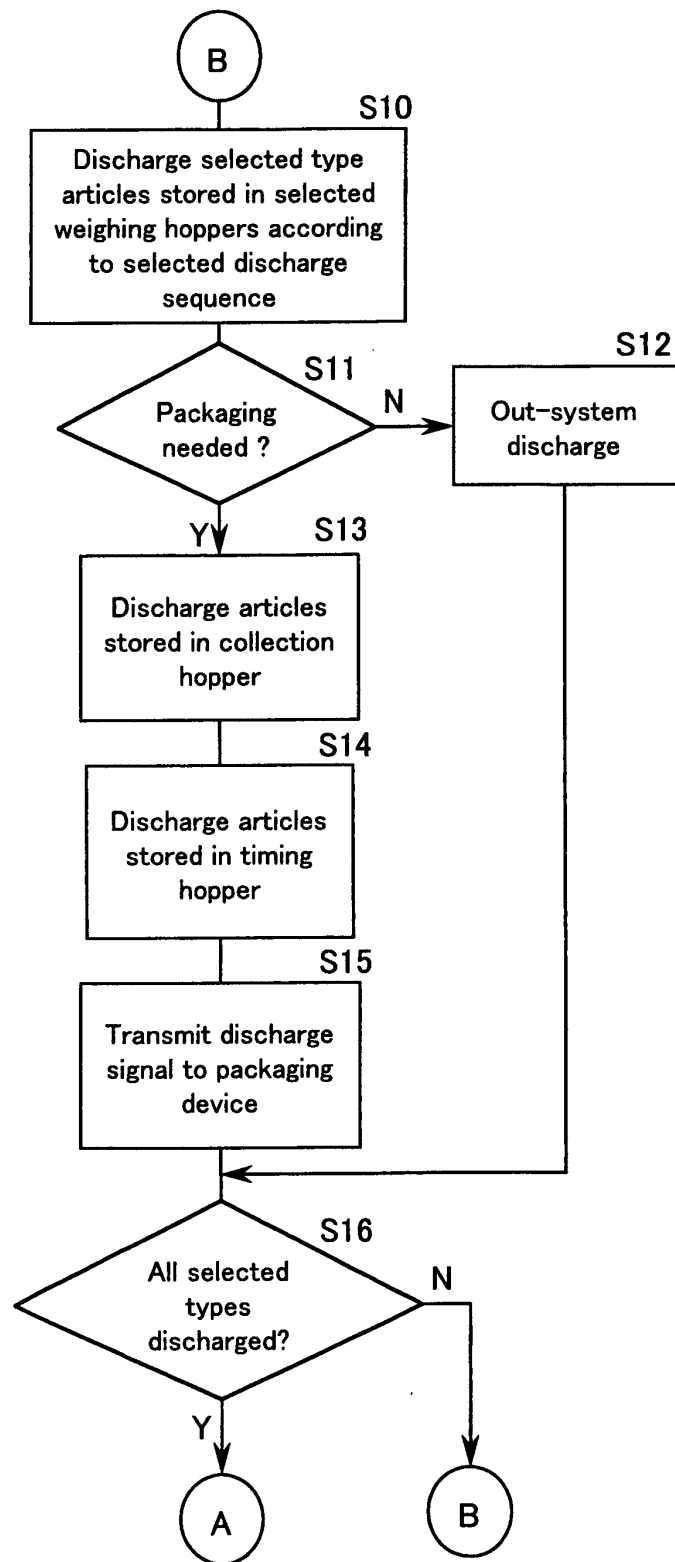 B
S10
Discharge selected type
articles stored in selected
weighing hoppers according
to selected discharge
sequence
S11
Packaging
needed ?
N
S12
Out-system
discharge
Y
S13
Discharge articles
stored in collection
hopper
S14
Discharge articles
stored in timing
hopper
S15
Transmit discharge
signal to packaging
device
S16
All selected
types
discharged?
N
Y
A
B